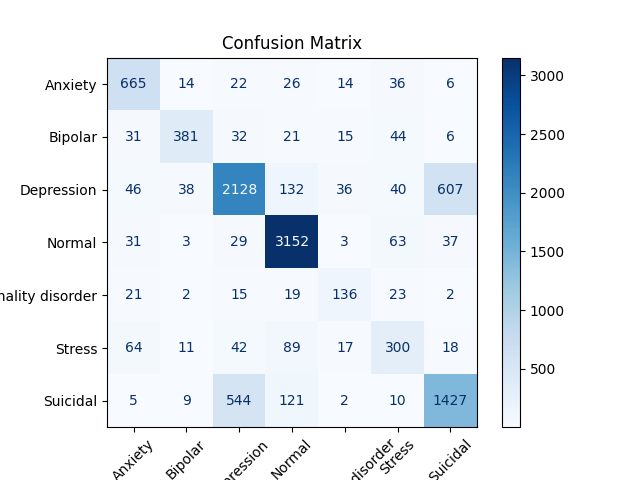 Confusion Matrix
Anxiety 665 14 22 26 14 36 6
Bipolar 31 381 32 21 15 44 6
Depression 46 38 2128 132 36 40 607
Normal 31 3 29 3152 3 63 37
nality disorder 21 2 15 19 136 23 2
Stress 64 11 42 89 17 300 18
Suicidal 5 9 544 121 2 10 1427
Anxiety Bipolar ression Normal disorder Stress Suicidal
3000
2500
2000
1500
1000
500